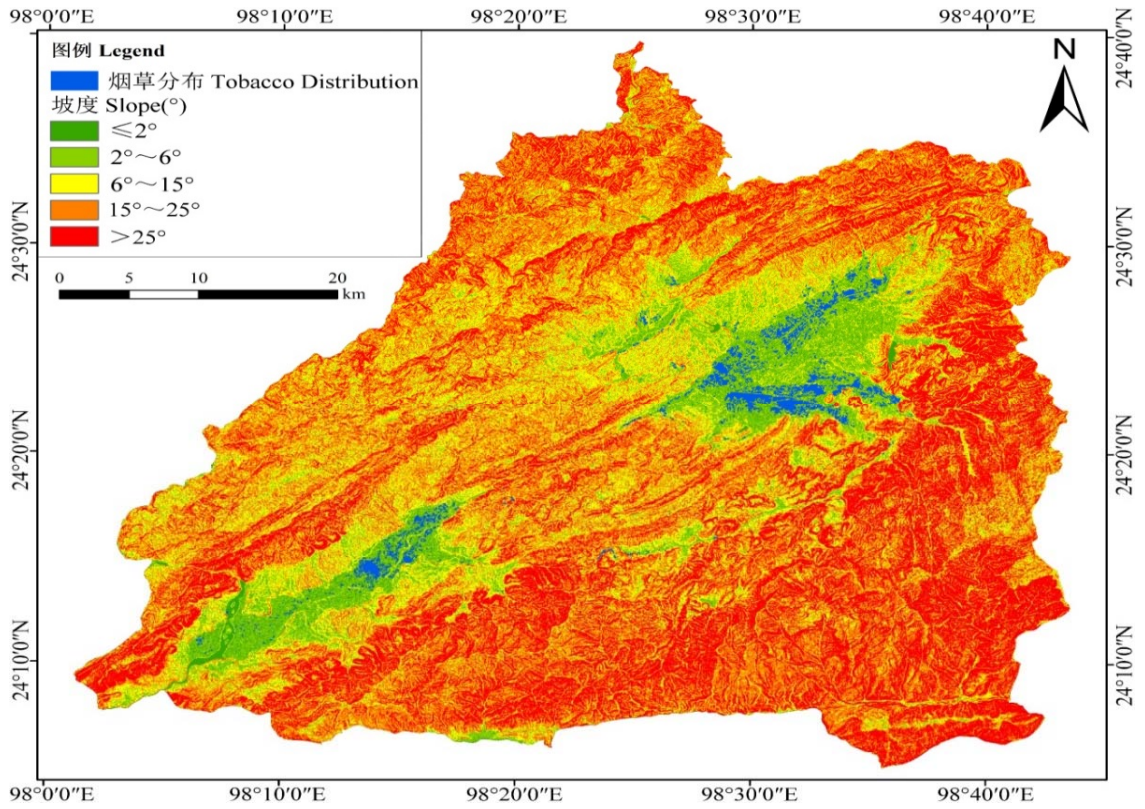 98°0′0″E 98°10′0″E 98°20′0″E 98°30′0″E 98°40′0″E
图例 Legend
烟草分布 Tobacco Distribution
坡度 Slope(°)
≤2°
2°～6°
6°～15°
15°～25°
＞25°
0 5 10 20
km
N
24°40′0″N
24°30′0″N
24°20′0″N
24°10′0″N
24°30′0″N
24°20′0″N
24°10′0″N
98°0′0″E 98°10′0″E 98°20′0″E 98°30′0″E 98°40′0″E